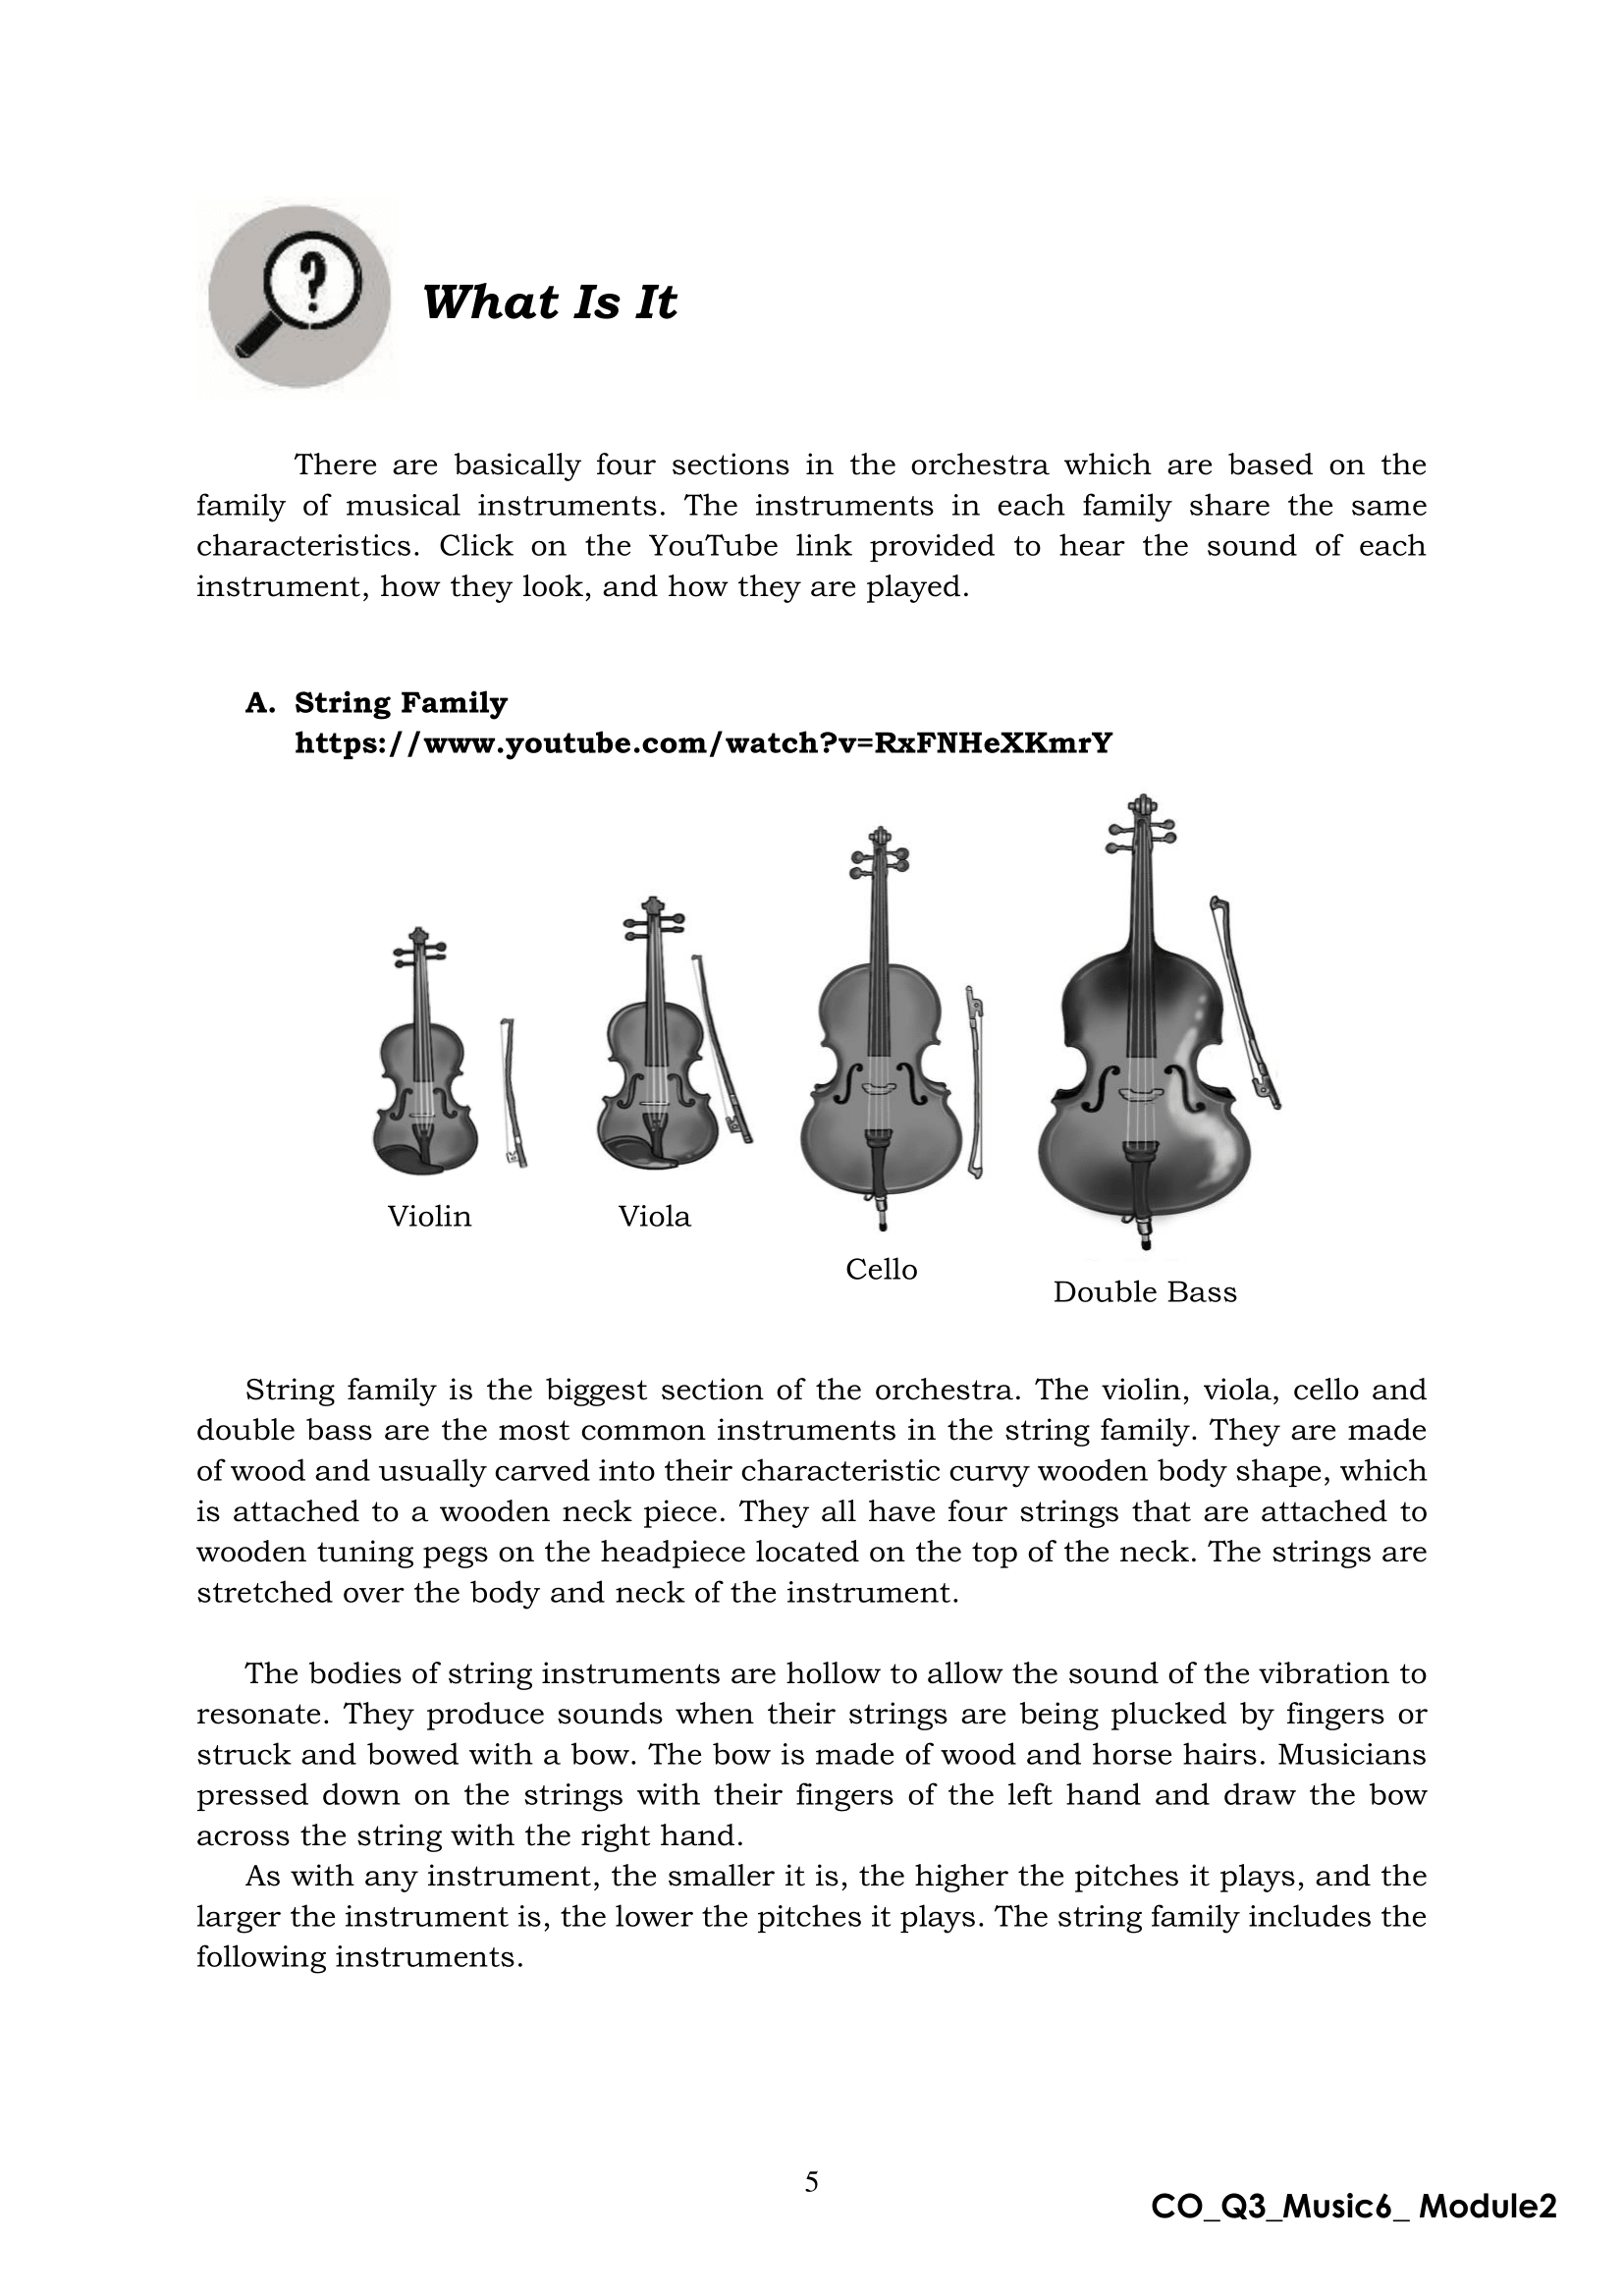 What Is It
There are basically four sections in the orchestra which are based on the
family of musical instruments. The instruments in each family share the same
characteristics. Click on the YouTube link provided to hear the sound of each
instrument, how they look, and how they are played.
A. String Family
https://www.youtube.com/watch?v=RxFNHeXKmrY
Violin
Viola
Cello
Double Bass
String family is the biggest section of the orchestra. The violin, viola, cello and
double bass are the most common instruments in the string family. They are made
of wood and usually carved into their characteristic curvy wooden body shape, which
is attached to a wooden neck piece. They all have four strings that are attached to
wooden tuning pegs on the headpiece located on the top of the neck. The strings are
stretched over the body and neck of the instrument.
The bodies of string instruments are hollow to allow the sound of the vibration to
resonate. They produce sounds when their strings are being plucked by fingers or
struck and bowed with a bow. The bow is made of wood and horse hairs. Musicians
pressed down on the strings with their fingers of the left hand and draw the bow
across the string with the right hand.
As with any instrument, the smaller it is, the higher the pitches it plays, and the
larger the instrument is, the lower the pitches it plays. The string family includes the
following instruments.
5
CO_Q3_Music6_ Module2